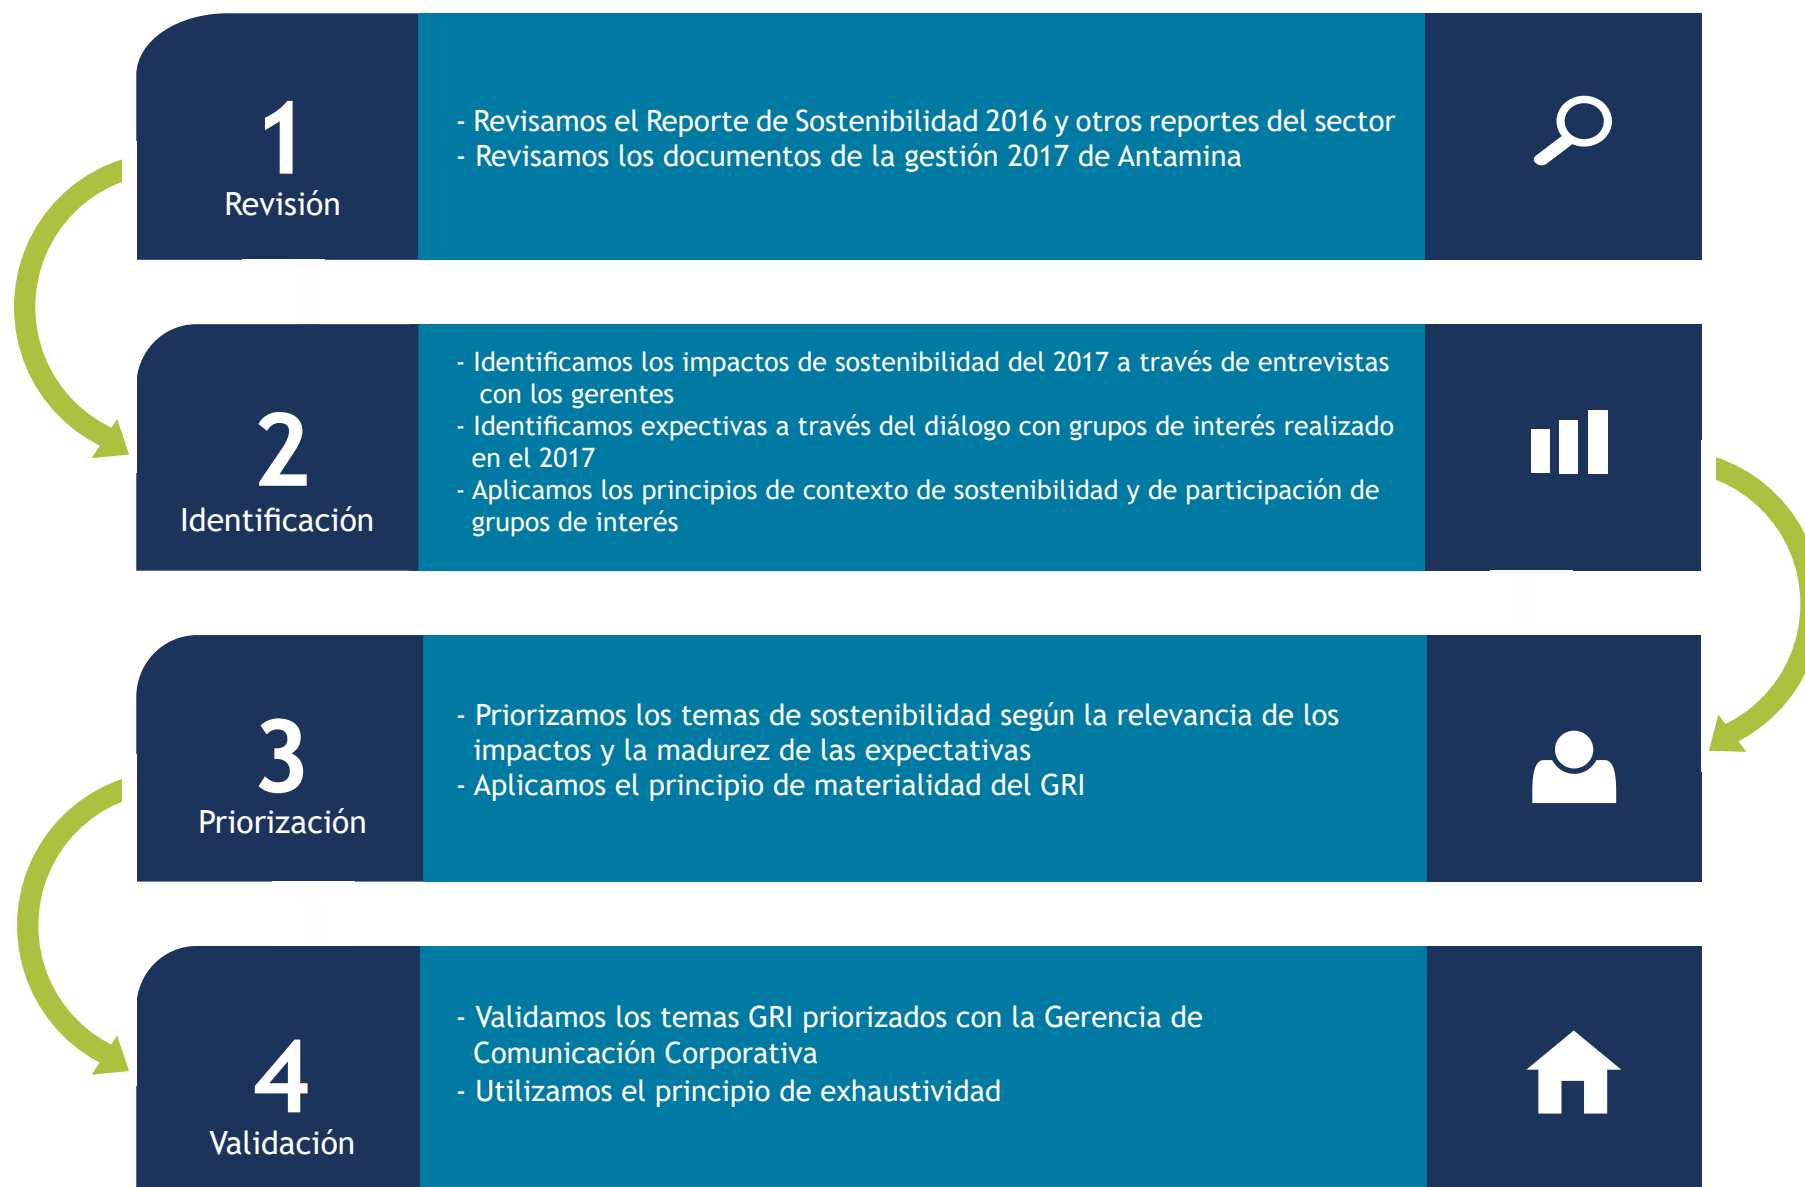 1
Revisión
- Revisamos el Reporte de Sostenibilidad 2016 y otros reportes del sector
- Revisamos los documentos de la gestión 2017 de Antamina
2
Identificación
- Identificamos los impactos de sostenibilidad del 2017 a través de entrevistas
con los gerentes
- Identificamos expectivas a través del diálogo con grupos de interés realizado
en el 2017
- Aplicamos los principios de contexto de sostenibilidad y de participación de
grupos de interés
3
Priorización
- Priorizamos los temas de sostenibilidad según la relevancia de los
impactos y la madurez de las expectativas
- Aplicamos el principio de materialidad del GRI
4
Validación
- Validamos los temas GRI priorizados con la Gerencia de
Comunicación Corporativa
- Utilizamos el principio de exhaustividad